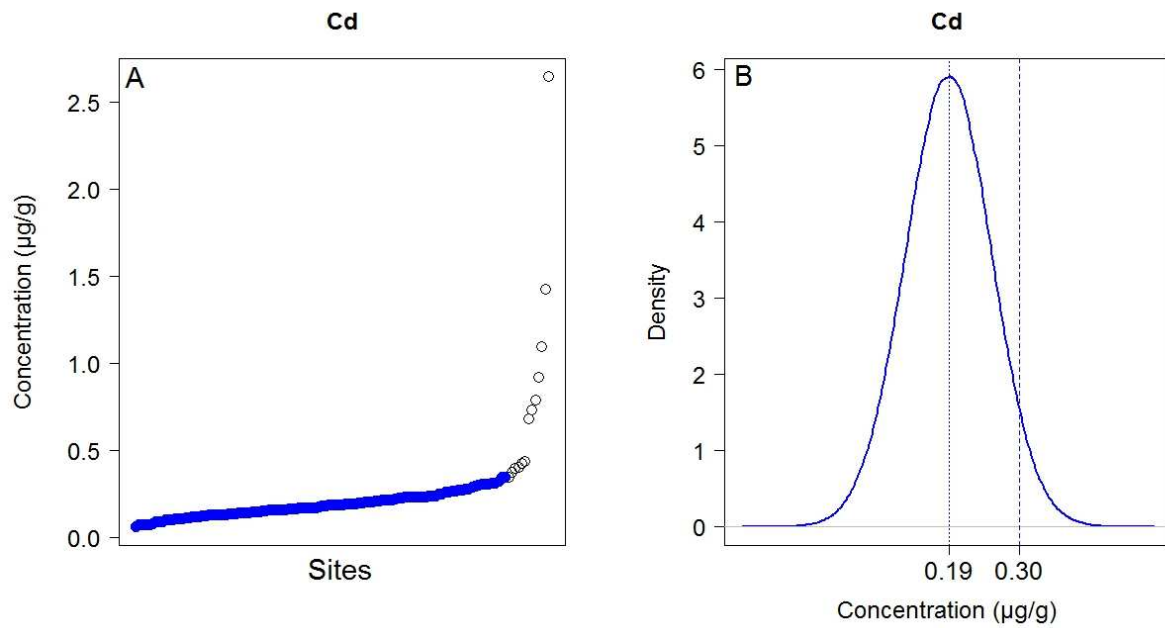 Cd
A
2.5
2.0
1.5
1.0
0.5
0.0
Concentration (µg/g)
Sites
Cd
B
6
5
4
3
2
1
0
Density
0.19 0.30
Concentration (µg/g)